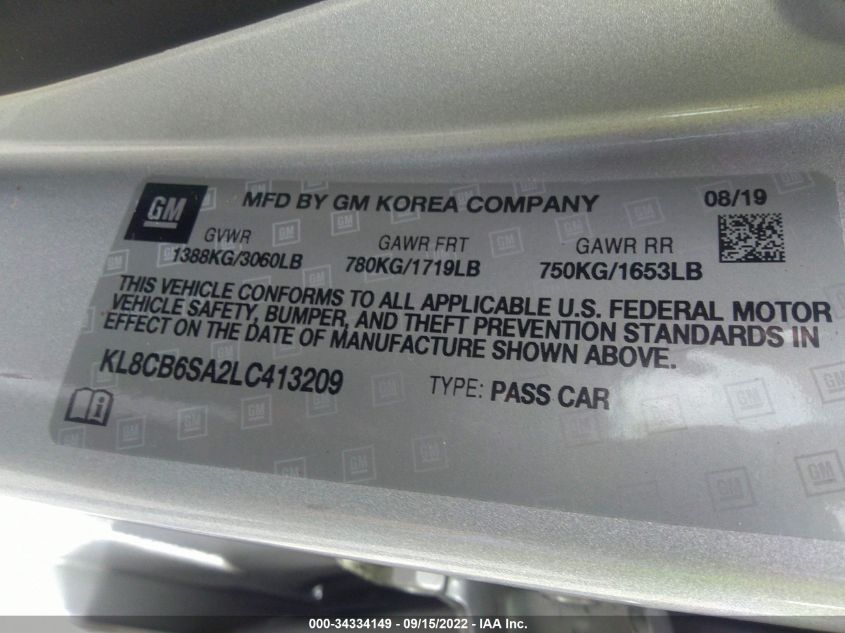 GM
MFD BY GM KOREA COMPANY
08/19
GVWR
1388KG/3060LB
GAWR FRT
780KG/1719LB
GAWR RR
750KG/1653LB
THIS VEHICLE CONFORMS TO ALL APPLICABLE U.S. FEDERAL MOTOR
VEHICLE SAFETY, BUMPER, AND THEFT PREVENTION STANDARDS IN
EFFECT ON THE DATE OF MANUFACTURE SHOWN ABOVE.
KL8CB6SA2LC413209
TYPE: PASS CAR
000-34334149 - 09/15/2022 - IAA Inc.